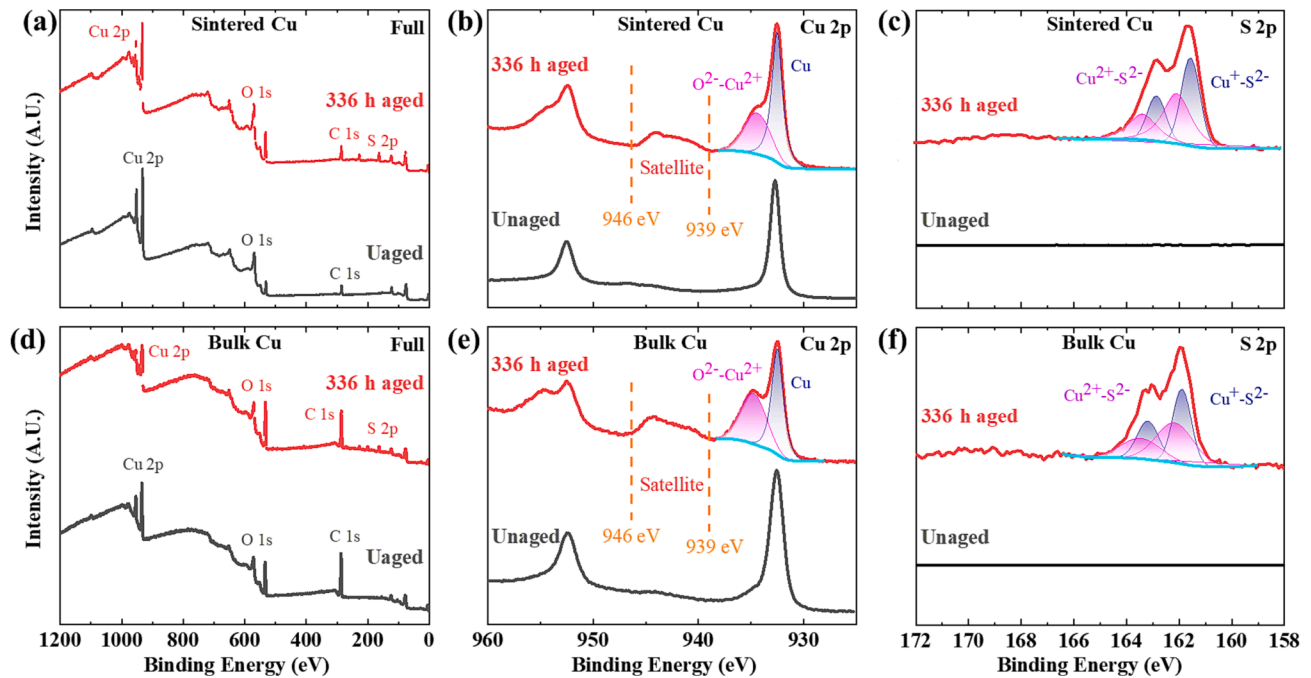 (a) Sintered Cu Full
Cu 2p
336 h aged
O 1s
C 1s
S 2p
Cu 2p
Uaged
O 1s
C 1s
Intensity (A.U.)
(b) Sintered Cu Cu 2p
336 h aged
O²⁻-Cu²⁺
Cu
Satellite
946 eV
939 eV
Unaged
(c) Sintered Cu S 2p
Cu²⁺-S²⁻
Cu⁺-S²⁻
336 h aged
Unaged
(d) Bulk Cu Full
Cu 2p
336 h aged
O 1s
C 1s
S 2p
Cu 2p
Uaged
O 1s
C 1s
Intensity (A.U.)
1200 1000 800 600 400 200 0
Binding Energy (eV)
(e) Bulk Cu Cu 2p
336 h aged
O²⁻-Cu²⁺
Cu
Satellite
946 eV
939 eV
Unaged
960 950 940 930
Binding Energy (eV)
(f) Bulk Cu S 2p
Cu²⁺-S²⁻
Cu⁺-S²⁻
336 h aged
Unaged
172 170 168 166 164 162 160 158
Binding Energy (eV)